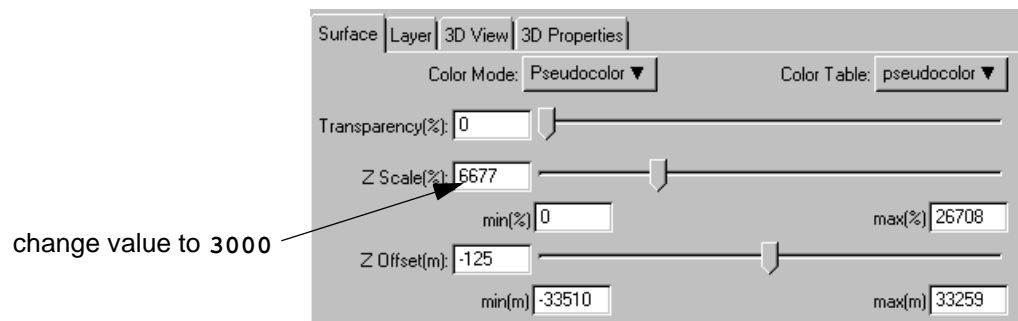 Surface Layer 3D View 3D Properties
Color Mode: Pseudocolor ▼ Color Table: pseudocolor ▼
Transparency(%): 0
Z Scale(%): 6677
min(%) 0 max(%) 26708
change value to 3000
Z Offset(m): -125
min(m) -33510 max(m) 33259